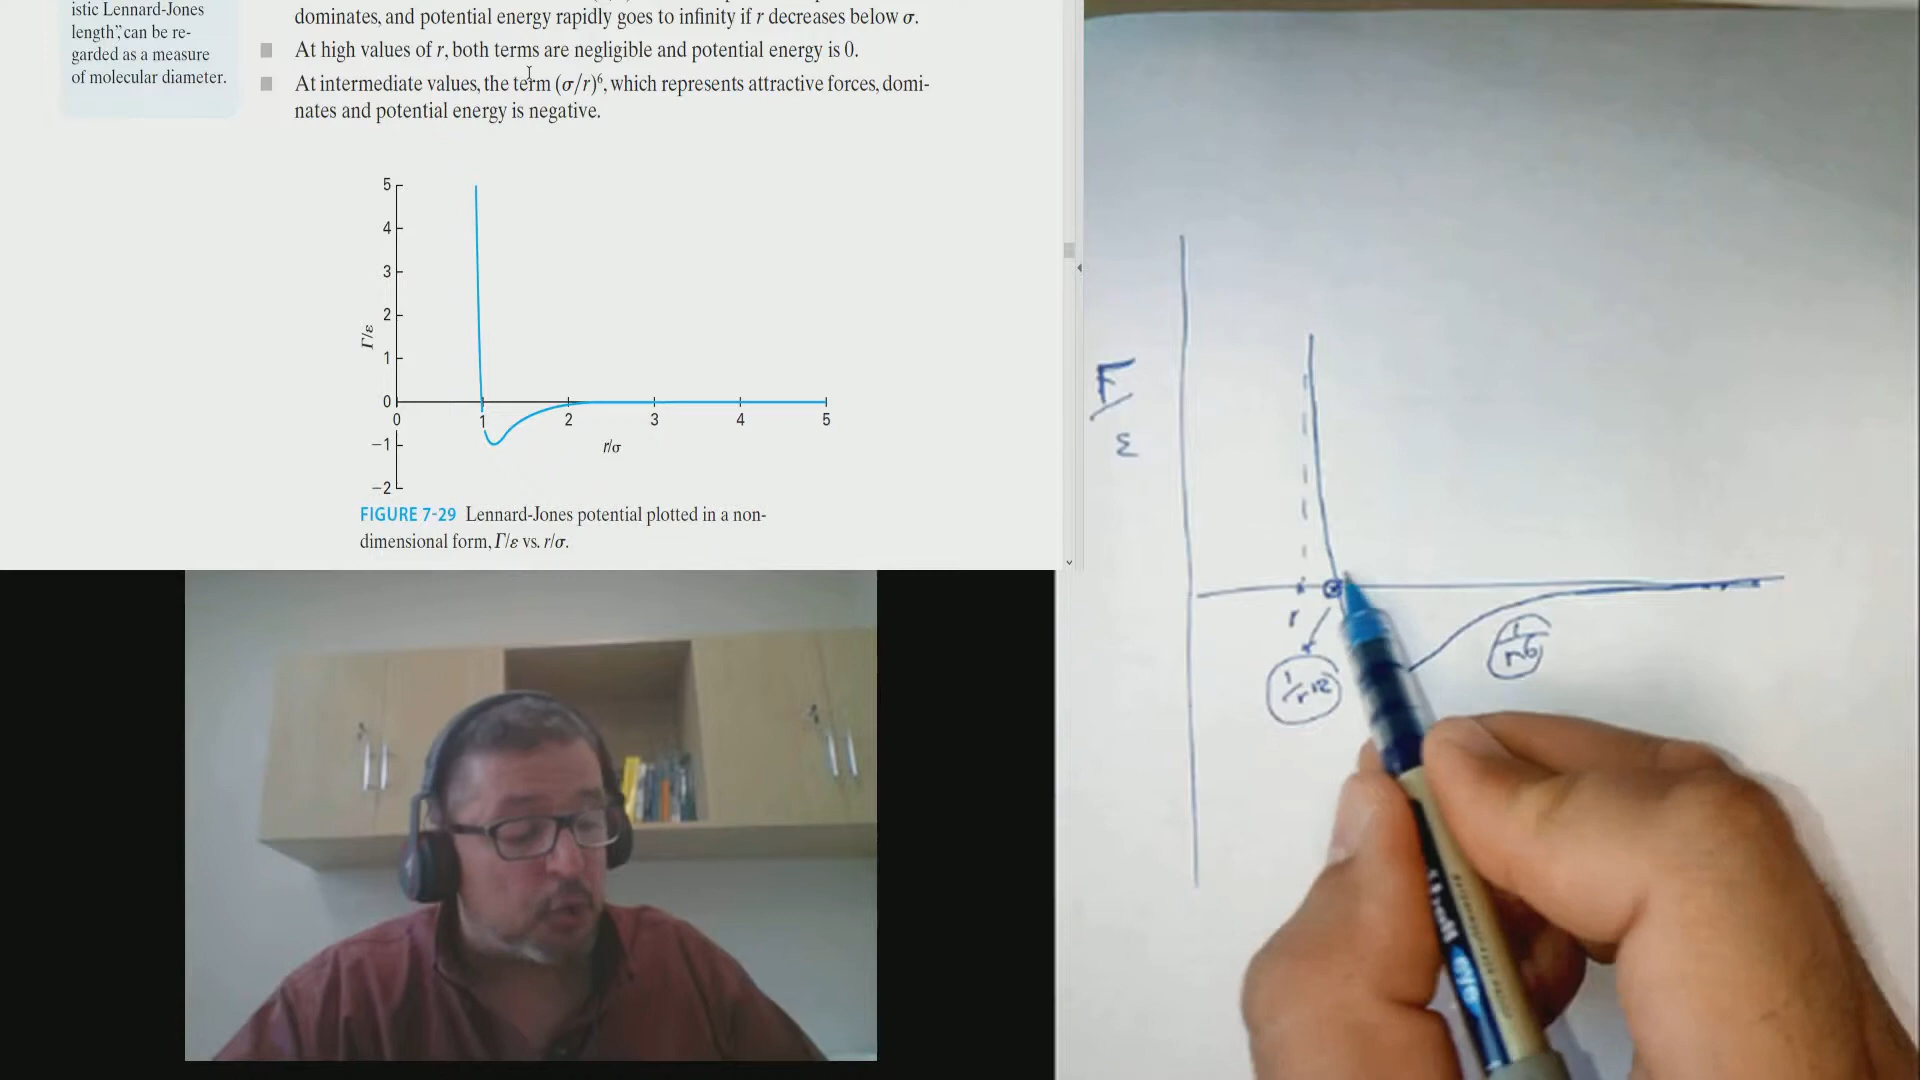 istic Lennard-Jones
length", can be re-
garded as a measure
of molecular diameter.
dominates, and potential energy rapidly goes to infinity if r decreases below σ.
At high values of r, both terms are negligible and potential energy is 0.
At intermediate values, the term (σ/r)⁶, which represents attractive forces, domi-
nates and potential energy is negative.
5
4
3
2
1
0
−1
−2
Γ/ε
0 1 2 3 4 5
r/σ
FIGURE 7-29 Lennard-Jones potential plotted in a non-
dimensional form, Γ/ε vs. r/σ.
Γ
ε
r
1/r¹²
1/r⁶
eye